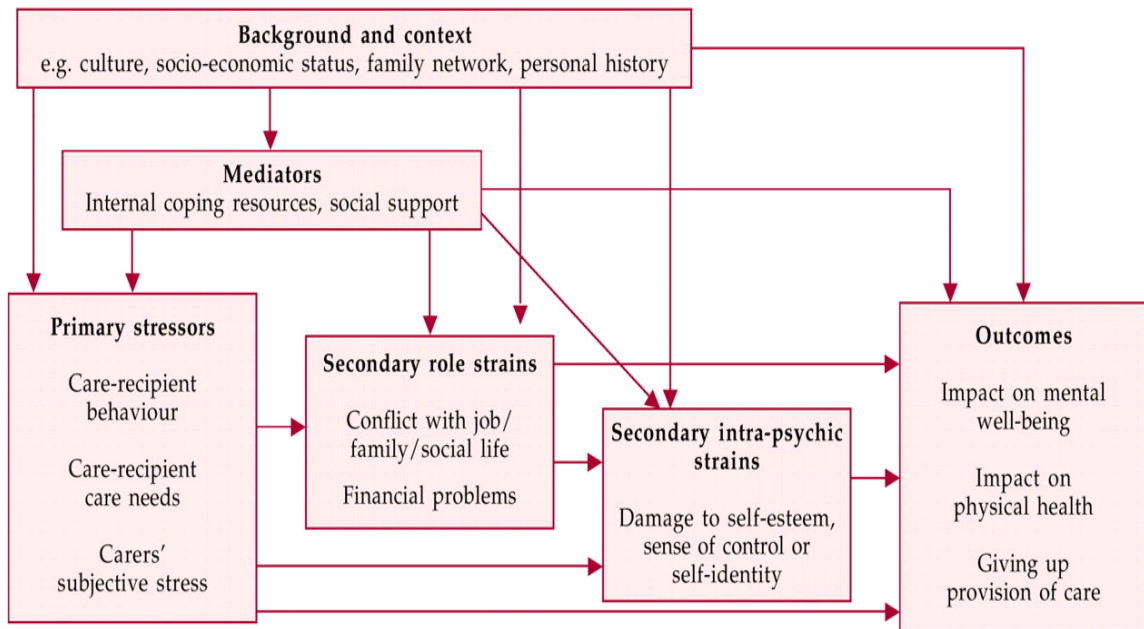 Background and context
e.g. culture, socio-economic status, family network, personal history
Mediators
Internal coping resources, social support
Primary stressors
Care-recipient
behaviour
Care-recipient
care needs
Carers'
subjective stress
Secondary role strains
Conflict with job/
family/social life
Financial problems
Secondary intra-psychic
strains
Damage to self-esteem,
sense of control or
self-identity
Outcomes
Impact on mental
well-being
Impact on
physical health
Giving up
provision of care